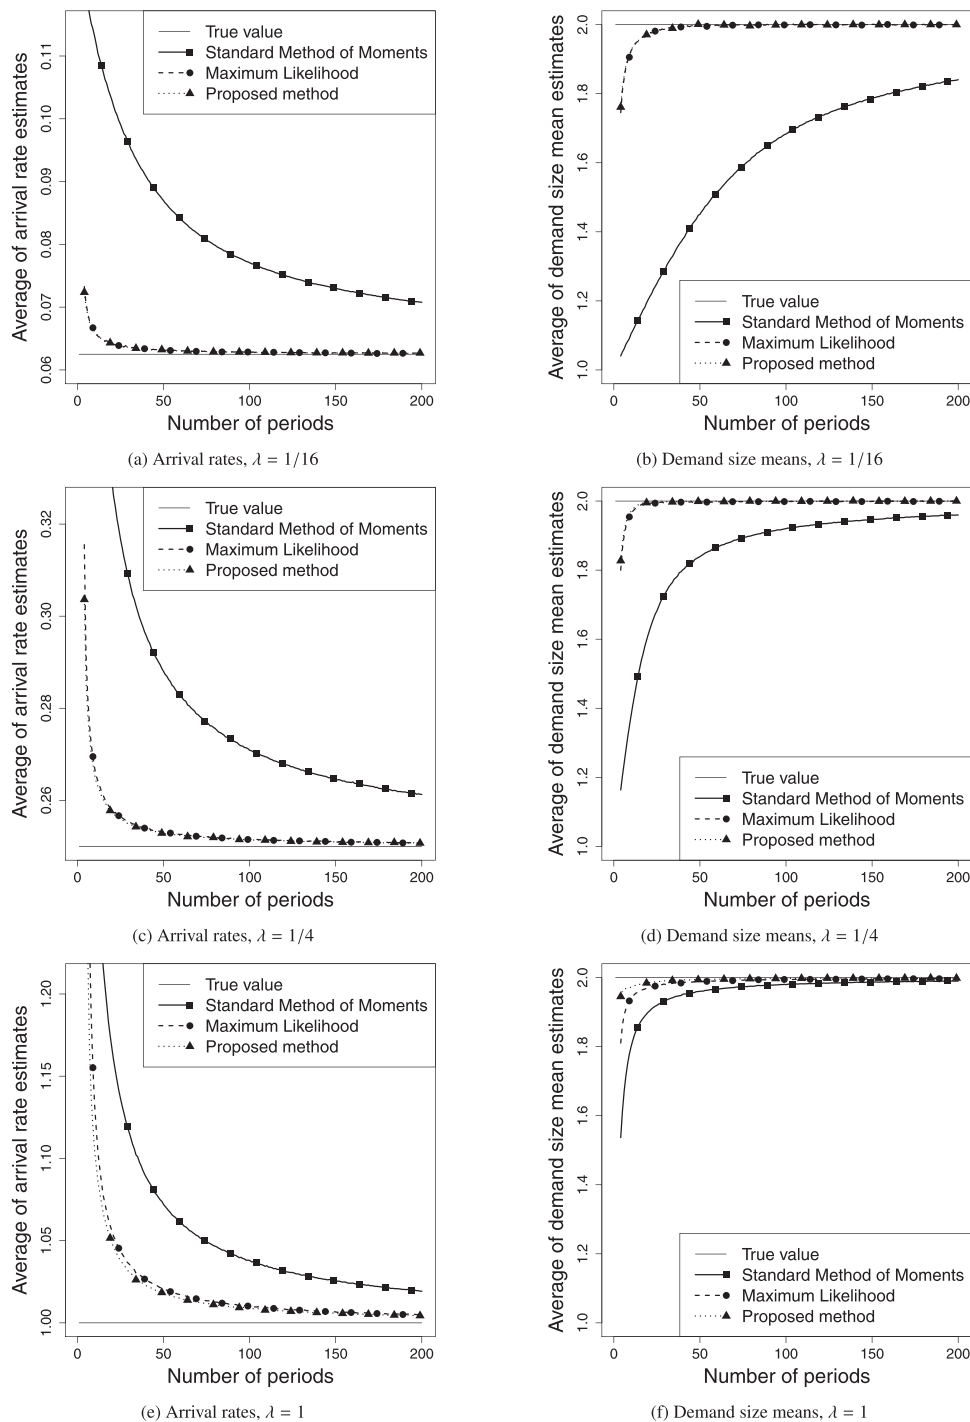 Average of arrival rate estimates
0.06 0.07 0.08 0.09 0.10 0.11
True value
Standard Method of Moments
Maximum Likelihood
Proposed method
0 50 100 150 200
Number of periods
(a) Arrival rates, λ = 1/16
Average of demand size mean estimates
1.0 1.2 1.4 1.6 1.8 2.0
True value
Standard Method of Moments
Maximum Likelihood
Proposed method
0 50 100 150 200
Number of periods
(b) Demand size means, λ = 1/16
Average of arrival rate estimates
0.26 0.28 0.30 0.32
True value
Standard Method of Moments
Maximum Likelihood
Proposed method
0 50 100 150 200
Number of periods
(c) Arrival rates, λ = 1/4
Average of demand size mean estimates
1.0 1.2 1.4 1.6 1.8 2.0
True value
Standard Method of Moments
Maximum Likelihood
Proposed method
0 50 100 150 200
Number of periods
(d) Demand size means, λ = 1/4
Average of arrival rate estimates
1.00 1.05 1.10 1.15 1.20
True value
Standard Method of Moments
Maximum Likelihood
Proposed method
0 50 100 150 200
Number of periods
(e) Arrival rates, λ = 1
Average of demand size mean estimates
1.0 1.2 1.4 1.6 1.8 2.0
True value
Standard Method of Moments
Maximum Likelihood
Proposed method
0 50 100 150 200
Number of periods
(f) Demand size means, λ = 1